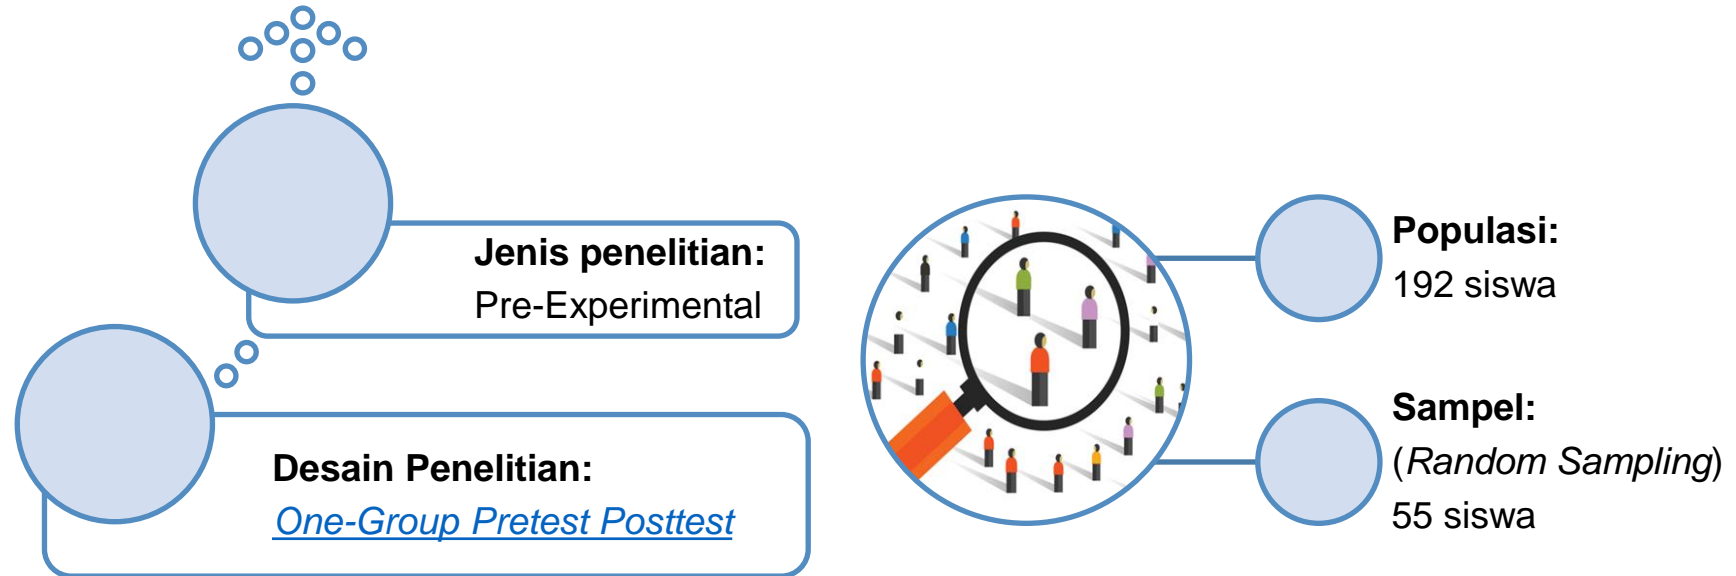 Jenis penelitian:
Pre-Experimental
Desain Penelitian:
One-Group Pretest Posttest
Populasi:
192 siswa
Sampel:
(Random Sampling)
55 siswa